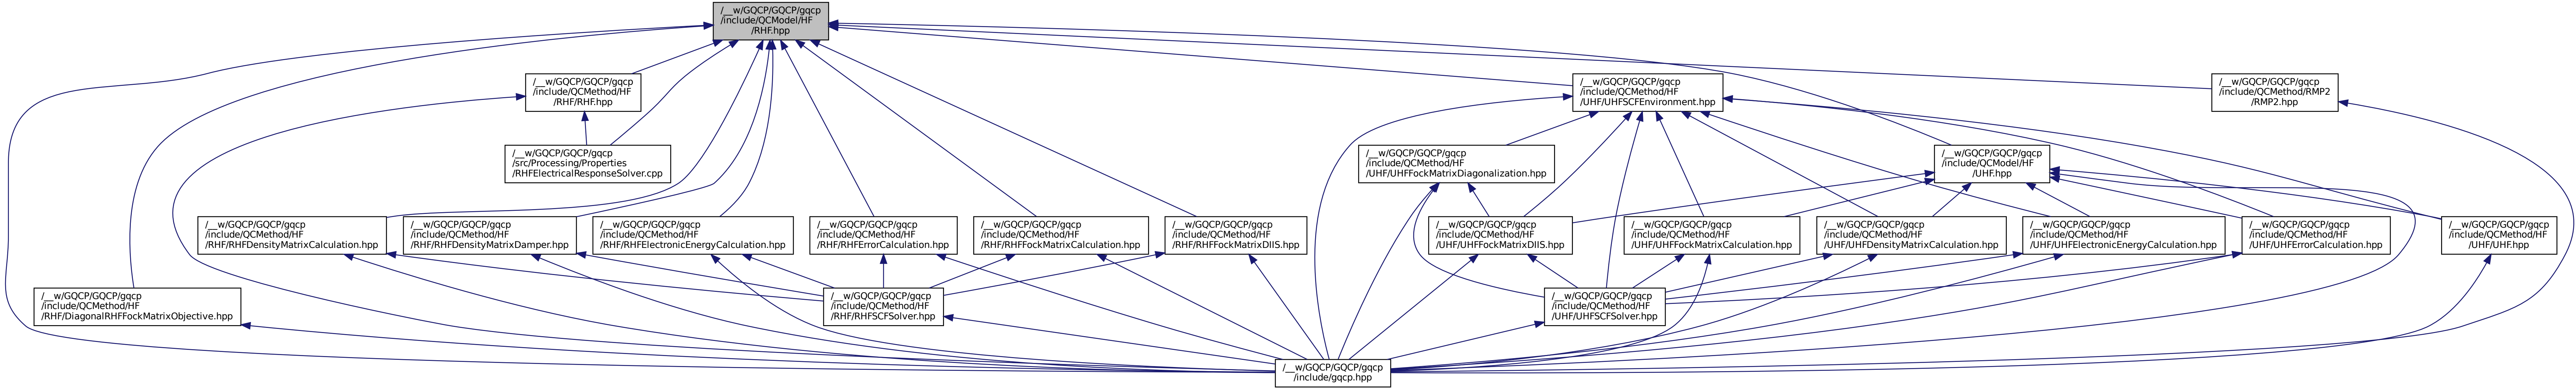 /__w/GQCP/GQCP/gqcp
/include/QCModel/HF
/RHF.hpp
/__w/GQCP/GQCP/gqcp
/include/QCMethod/HF
/RHF/RHF.hpp
/__w/GQCP/GQCP/gqcp
/include/QCMethod/HF
/UHF/UHFSCFEnvironment.hpp
/__w/GQCP/GQCP/gqcp
/include/QCMethod/RMP2
/RMP2.hpp
/__w/GQCP/GQCP/gqcp
/src/Processing/Properties
/RHFElectricalResponseSolver.cpp
/__w/GQCP/GQCP/gqcp
/include/QCMethod/HF
/UHF/UHFFockMatrixDiagonalization.hpp
/__w/GQCP/GQCP/gqcp
/include/QCModel/HF
/UHF.hpp
/__w/GQCP/GQCP/gqcp
/include/QCMethod/HF
/RHF/RHFDensityMatrixCalculation.hpp
/__w/GQCP/GQCP/gqcp
/include/QCMethod/HF
/RHF/RHFDensityMatrixDamper.hpp
/__w/GQCP/GQCP/gqcp
/include/QCMethod/HF
/RHF/RHFElectronicEnergyCalculation.hpp
/__w/GQCP/GQCP/gqcp
/include/QCMethod/HF
/RHF/RHFErrorCalculation.hpp
/__w/GQCP/GQCP/gqcp
/include/QCMethod/HF
/RHF/RHFFockMatrixCalculation.hpp
/__w/GQCP/GQCP/gqcp
/include/QCMethod/HF
/RHF/RHFFockMatrixDIIS.hpp
/__w/GQCP/GQCP/gqcp
/include/QCMethod/HF
/UHF/UHFFockMatrixDIIS.hpp
/__w/GQCP/GQCP/gqcp
/include/QCMethod/HF
/UHF/UHFFockMatrixCalculation.hpp
/__w/GQCP/GQCP/gqcp
/include/QCMethod/HF
/UHF/UHFDensityMatrixCalculation.hpp
/__w/GQCP/GQCP/gqcp
/include/QCMethod/HF
/UHF/UHFElectronicEnergyCalculation.hpp
/__w/GQCP/GQCP/gqcp
/include/QCMethod/HF
/UHF/UHFErrorCalculation.hpp
/__w/GQCP/GQCP/gqcp
/include/QCMethod/HF
/UHF/UHF.hpp
/__w/GQCP/GQCP/gqcp
/include/QCMethod/HF
/RHF/DiagonalRHFFockMatrixObjective.hpp
/__w/GQCP/GQCP/gqcp
/include/QCMethod/HF
/RHF/RHFSCFSolver.hpp
/__w/GQCP/GQCP/gqcp
/include/QCMethod/HF
/UHF/UHFSCFSolver.hpp
/__w/GQCP/GQCP/gqcp
/include/gqcp.hpp